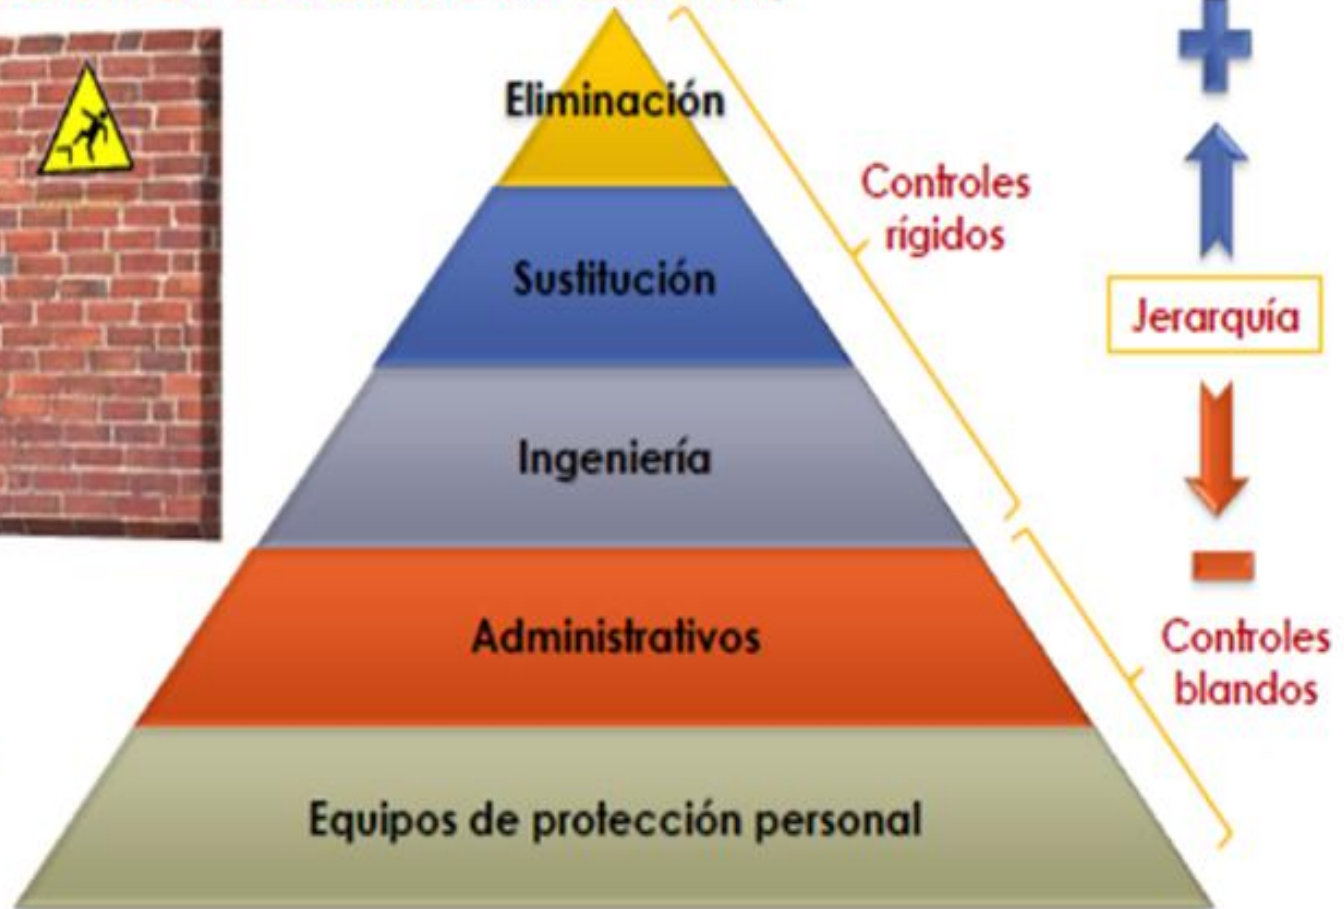 Eliminación
Controles
rígidos
Sustitución
Jerarquía
Ingeniería
Administrativos
Controles
blandos
Equipos de protección personal